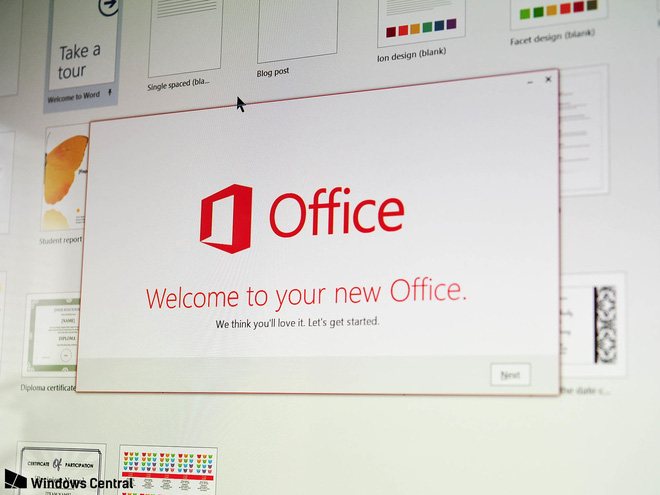 Take a
tour
Welcome to Word
Single spaced (bla...
Blog post
Ion design (blank)
Facet design (blank)
Office
Welcome to your new Office.
We think you'll love it. Let's get started.
Next
Student report
[NAME]
DIPLOMA
Diploma certificate
the date c...
CERTIFICATE Of PARTICIPATION
Windows Central